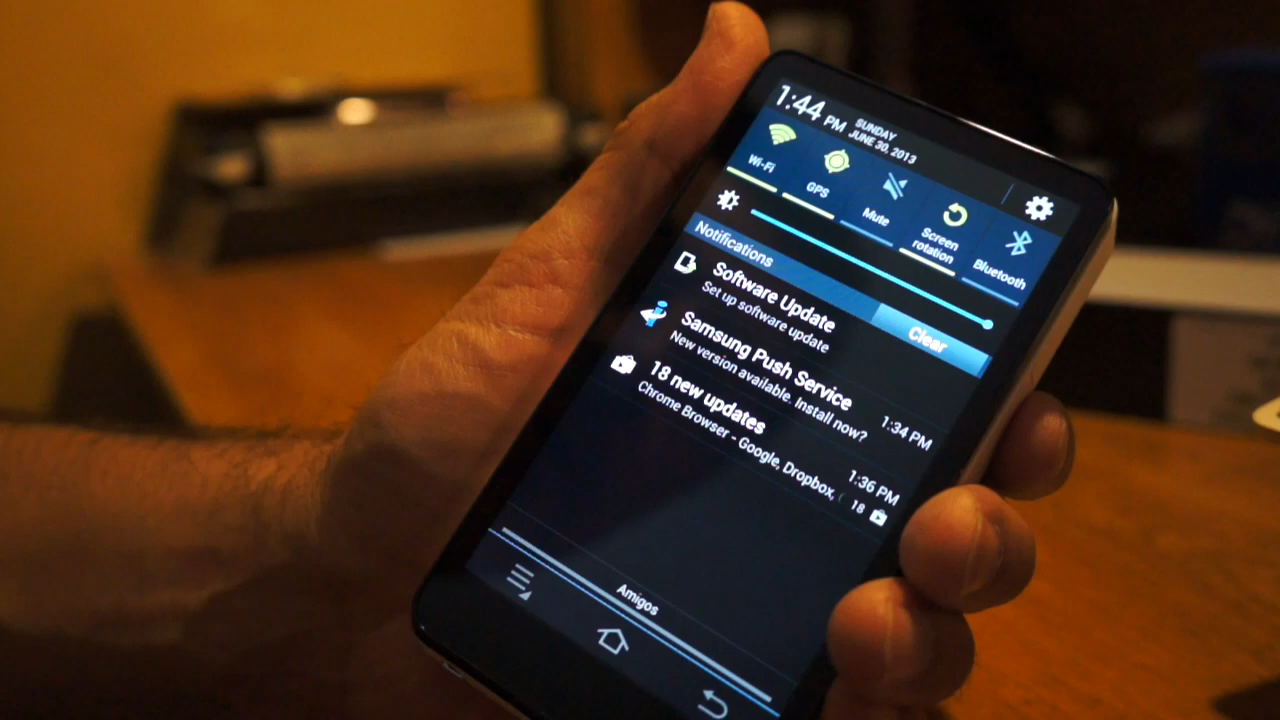 1:44 PM
SUNDAY
JUNE 30, 2013
Wi-Fi
GPS
Mute
Screen
rotation
Bluetooth
Notifications
Clear
Software Update
Set up software update
Samsung Push Service
New version available. Install now?
1:34 PM
18 new updates
Chrome Browser - Google, Dropbox,
1:36 PM
18
Amigos